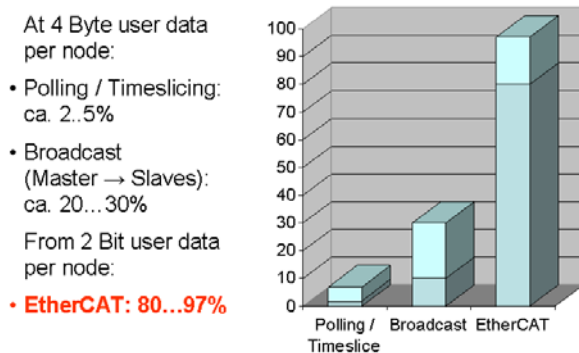 At 4 Byte user data
per node:
• Polling / Timeslicing:
ca. 2..5%
• Broadcast
(Master → Slaves):
ca. 20...30%
From 2 Bit user data
per node:
• EtherCAT: 80...97%
100
90
80
70
60
50
40
30
20
10
0
Polling / Timeslice
Broadcast
EtherCAT